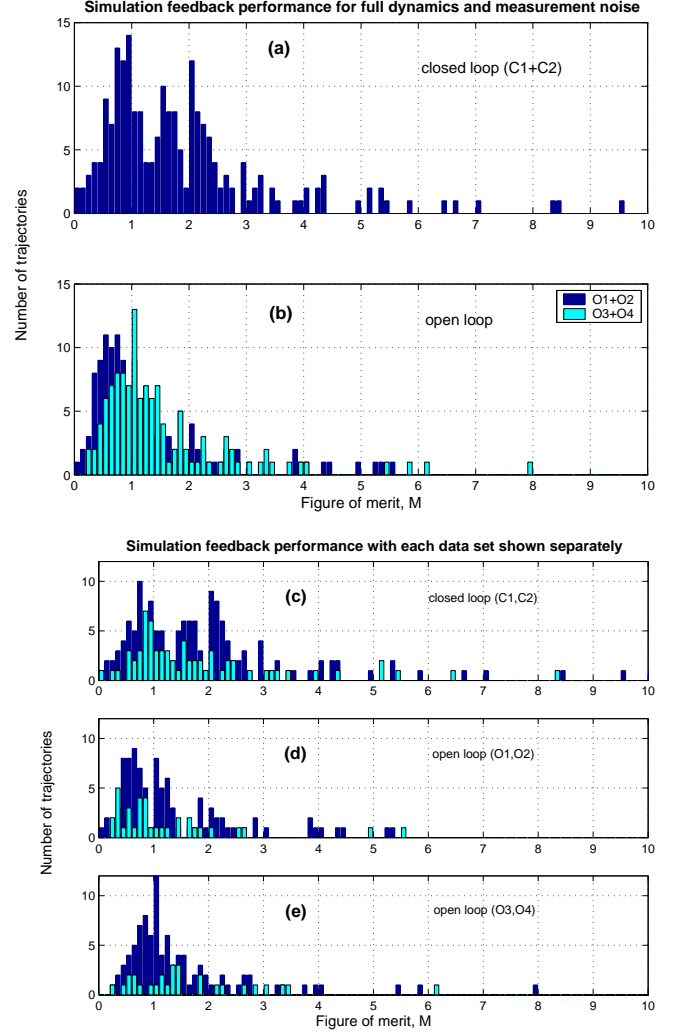 Simulation feedback performance for full dynamics and measurement noise
15
(a)
closed loop (C1+C2)
10
5
0
0 1 2 3 4 5 6 7 8 9 10
Number of trajectories
15
(b)
open loop
O1+O2
O3+O4
10
5
0
0 1 2 3 4 5 6 7 8 9 10
Figure of merit, M
Simulation feedback performance with each data set shown separately
10
(c)
closed loop (C1,C2)
5
0
0 1 2 3 4 5 6 7 8 9 10
10
(d)
open loop (O1,O2)
5
0
0 1 2 3 4 5 6 7 8 9 10
Number of trajectories
10
(e)
open loop (O3,O4)
5
0
0 1 2 3 4 5 6 7 8 9 10
Figure of merit, M